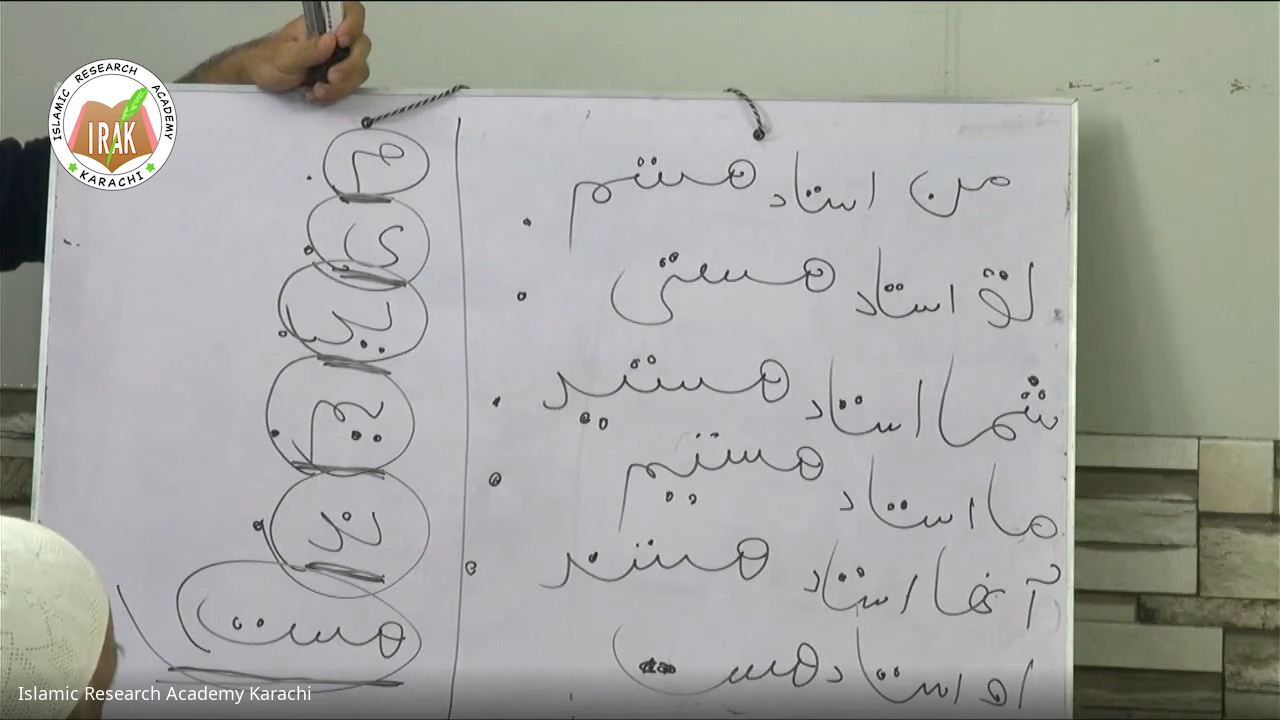 ISLAMIC RESEARCH ACADEMY
IRAK
KARACHI
من استاد هستم .
تو استاد هستی .
شما استاد هستید .
ما استاد هستیم .
آنها استاد هستند .
او استاد هست
م
ی
ید
یم
ند
هست
Islamic Research Academy Karachi